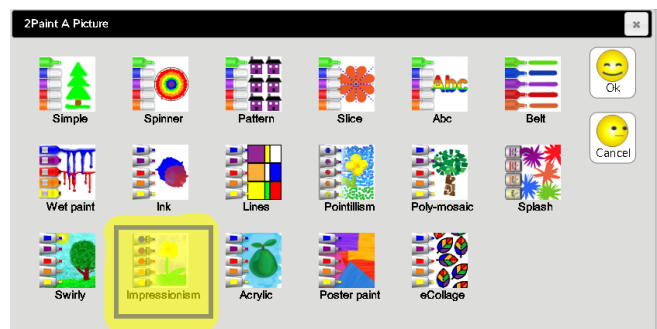 2Paint A Picture
Simple Spinner Pattern Slice Abc Belt
Ok
Wet paint Ink Lines Pointillism Poly-mosaic Splash
Cancel
Swirly Impressionism Acrylic Poster paint eCollage